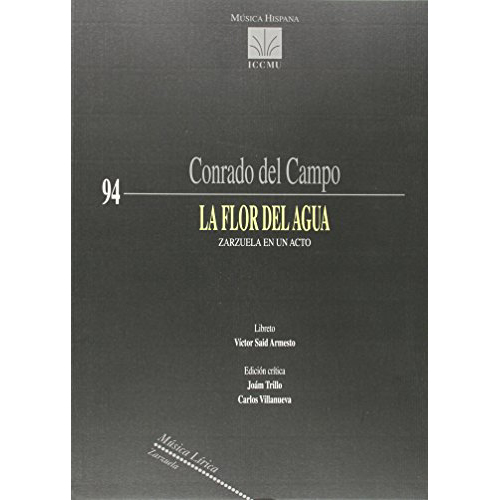 MÚSICA HISPANA
ICCMU
Conrado del Campo
94
LA FLOR DEL AGUA
ZARZUELA EN UN ACTO
Libreto
Víctor Said Armesto
Edición crítica
Joám Trillo
Carlos Villanueva
Música Lírica
Zarzuela